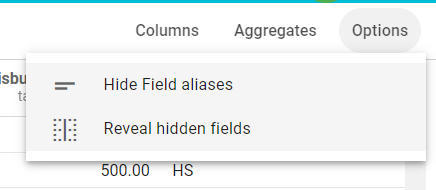 Columns Aggregates Options
Hide Field aliases
Reveal hidden fields
500.00 HS